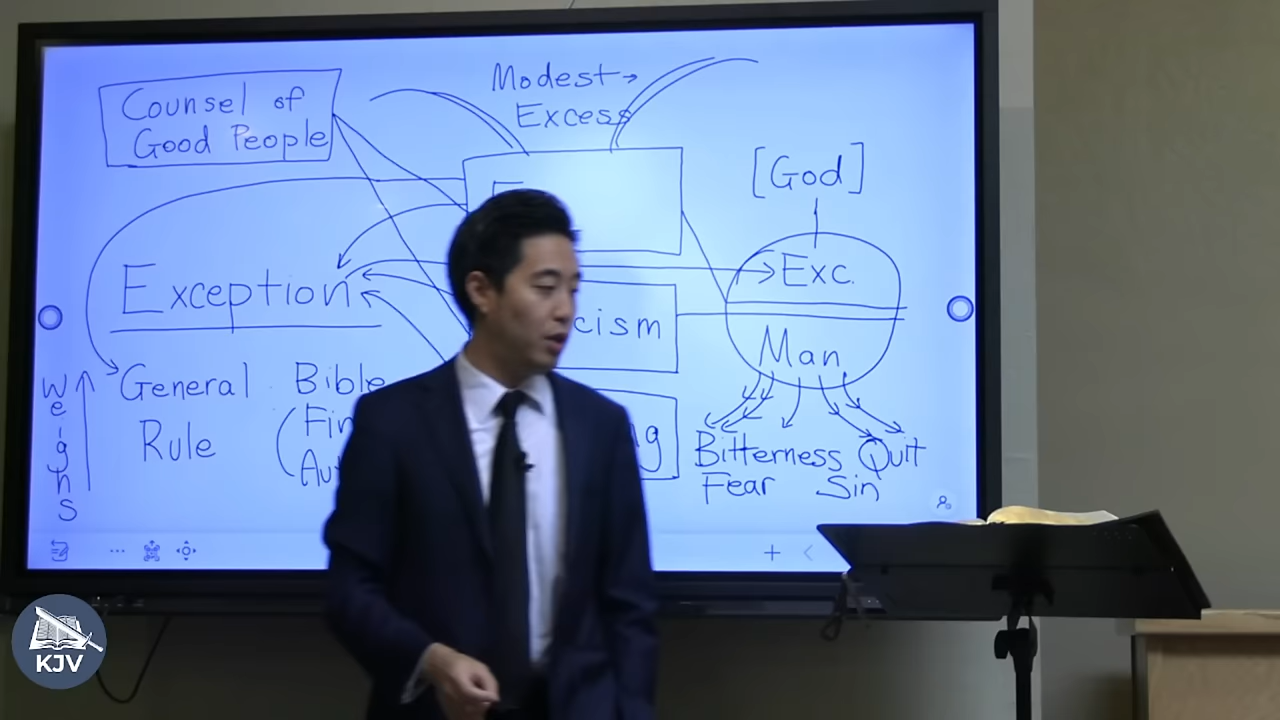 Modest→
Excess
Counsel of
Good People
[God]
Exception
Exc.
cism
Man
General
Rule
Bible
Weighs
g
Bitterness Quit
Fear Sin
KJV